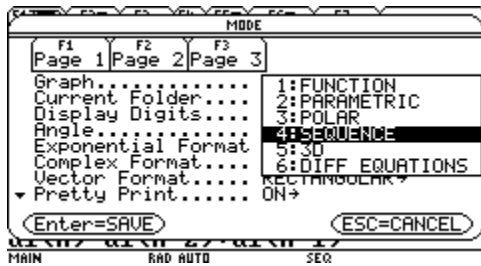 MODE
F1 F2 F3
Page 1 Page 2 Page 3
Graph.............
Current Folder....
Display Digits....
Angle.............
Exponential Format
Complex Format....
Vector Format..... RECTANGULAR→
Pretty Print...... ON→
1:FUNCTION
2:PARAMETRIC
3:POLAR
4:SEQUENCE
5:3D
6:DIFF EQUATIONS
Enter=SAVE ESC=CANCEL
MAIN RAD AUTO SEQ